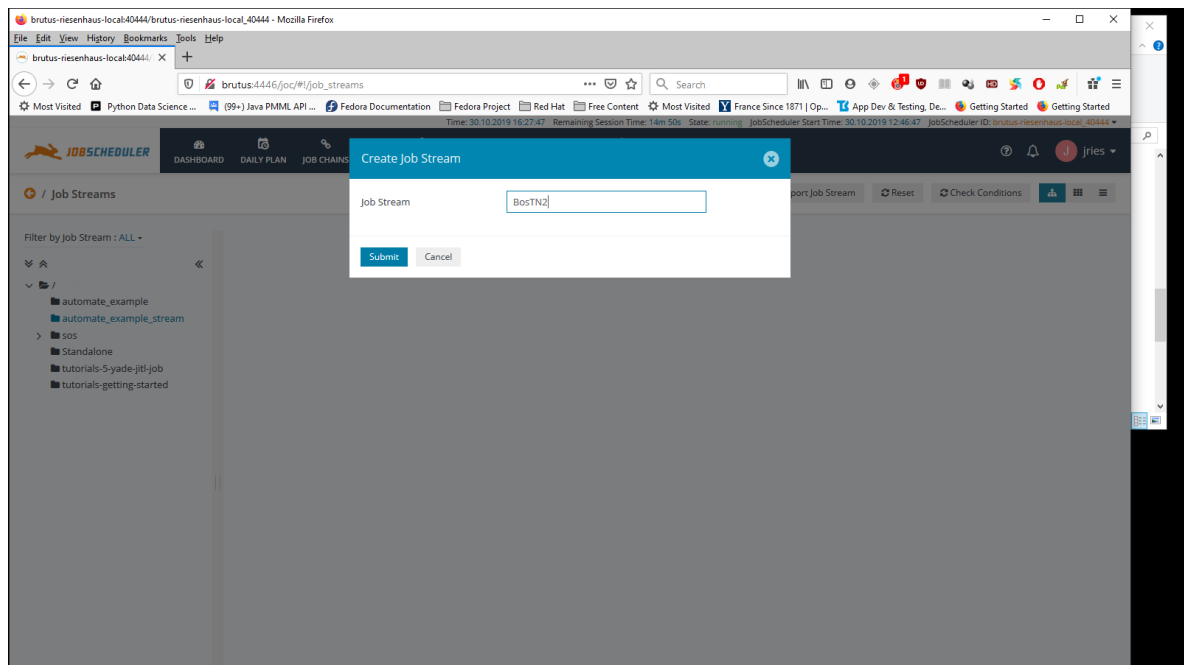 brutus-riesenhaus-local:40444/brutus-riesenhaus-local_40444 - Mozilla Firefox
File Edit View History Bookmarks Tools Help
brutus-riesenhaus-local:40444/
brutus:4446/joc/#!/job_streams
Search
Most Visited Python Data Science ... (99+) Java PMML API ... Fedora Documentation Fedora Project Red Hat Free Content Most Visited France Since 1871 | Op... App Dev & Testing, De... Getting Started Getting Started
Time: 30.10.2019 16:27:47 Remaining Session Time: 14m 50s State: running JobScheduler Start Time: 30.10.2019 12:46:47 JobScheduler ID: brutus-riesenhaus-local_40444
JOBSCHEDULER DASHBOARD DAILY PLAN JOB CHAINS J jries
Create Job Stream
/ Job Streams
port Job Stream Reset Check Conditions
Job Stream BosTN2
Filter by Job Stream : ALL
Submit Cancel
/
automate_example
automate_example_stream
sos
Standalone
tutorials-5-yade-jitl-job
tutorials-getting-started